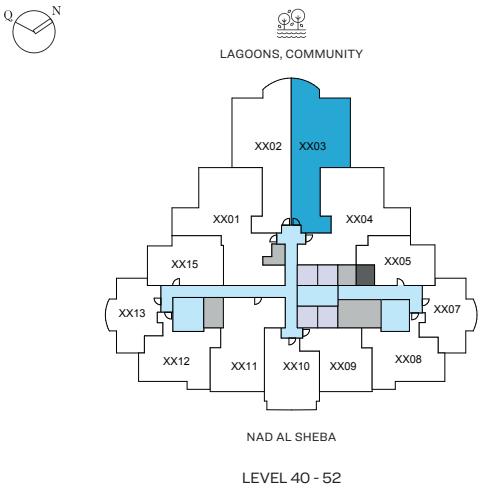 Q N
LAGOONS, COMMUNITY
XX02 XX03
XX01 XX04
XX15 XX05
XX13 XX07
XX12 XX11 XX10 XX09 XX08
NAD AL SHEBA
LEVEL 40 - 52